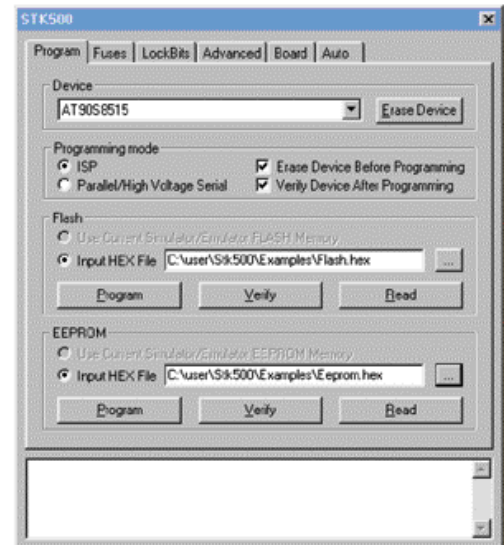 STK500
Program Fuses LockBits Advanced Board Auto
Device
AT90S8515 Erase Device
Programming mode
ISP Erase Device Before Programming
Parallel/High Voltage Serial Verify Device After Programming
Flash
Use Current Simulator/Emulator FLASH Memory
Input HEX File C:\user\Stk500\Examples\Flash.hex ...
Program Verify Read
EEPROM
Use Current Simulator/Emulator EEPROM Memory
Input HEX File C:\user\Stk500\Examples\Eeprom.hex ...
Program Verify Read